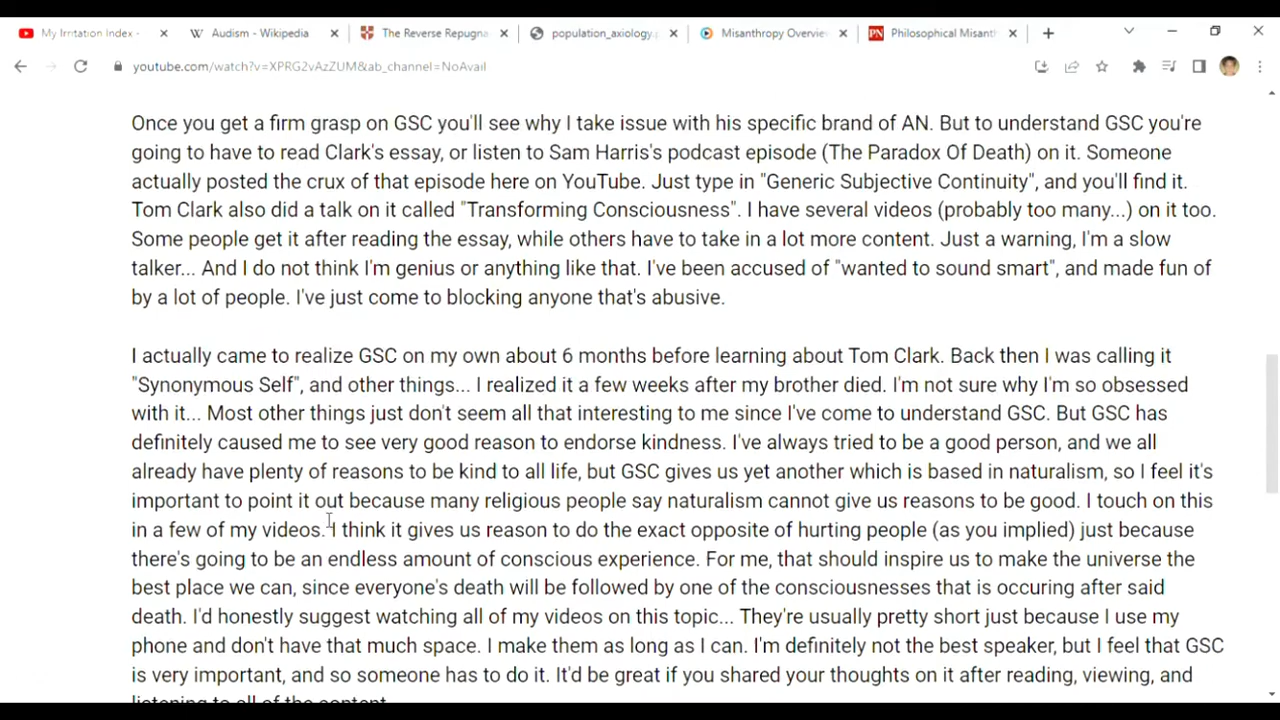 My Irritation Index -
Audism - Wikipedia
The Reverse Repugna
population_axiology.
Misanthropy Overvie
Philosophical Misant
youtube.com/watch?v=XPRG2vAzZUM&ab_channel=NoAvail
Once you get a firm grasp on GSC you'll see why I take issue with his specific brand of AN. But to understand GSC you're
going to have to read Clark's essay, or listen to Sam Harris's podcast episode (The Paradox Of Death) on it. Someone
actually posted the crux of that episode here on YouTube. Just type in "Generic Subjective Continuity", and you'll find it.
Tom Clark also did a talk on it called "Transforming Consciousness". I have several videos (probably too many...) on it too.
Some people get it after reading the essay, while others have to take in a lot more content. Just a warning, I'm a slow
talker... And I do not think I'm genius or anything like that. I've been accused of "wanted to sound smart", and made fun of
by a lot of people. I've just come to blocking anyone that's abusive.
I actually came to realize GSC on my own about 6 months before learning about Tom Clark. Back then I was calling it
"Synonymous Self", and other things... I realized it a few weeks after my brother died. I'm not sure why I'm so obsessed
with it... Most other things just don't seem all that interesting to me since I've come to understand GSC. But GSC has
definitely caused me to see very good reason to endorse kindness. I've always tried to be a good person, and we all
already have plenty of reasons to be kind to all life, but GSC gives us yet another which is based in naturalism, so I feel it's
important to point it out because many religious people say naturalism cannot give us reasons to be good. I touch on this
in a few of my videos. I think it gives us reason to do the exact opposite of hurting people (as you implied) just because
there's going to be an endless amount of conscious experience. For me, that should inspire us to make the universe the
best place we can, since everyone's death will be followed by one of the consciousnesses that is occuring after said
death. I'd honestly suggest watching all of my videos on this topic... They're usually pretty short just because I use my
phone and don't have that much space. I make them as long as I can. I'm definitely not the best speaker, but I feel that GSC
is very important, and so someone has to do it. It'd be great if you shared your thoughts on it after reading, viewing, and
listening to all of the content.